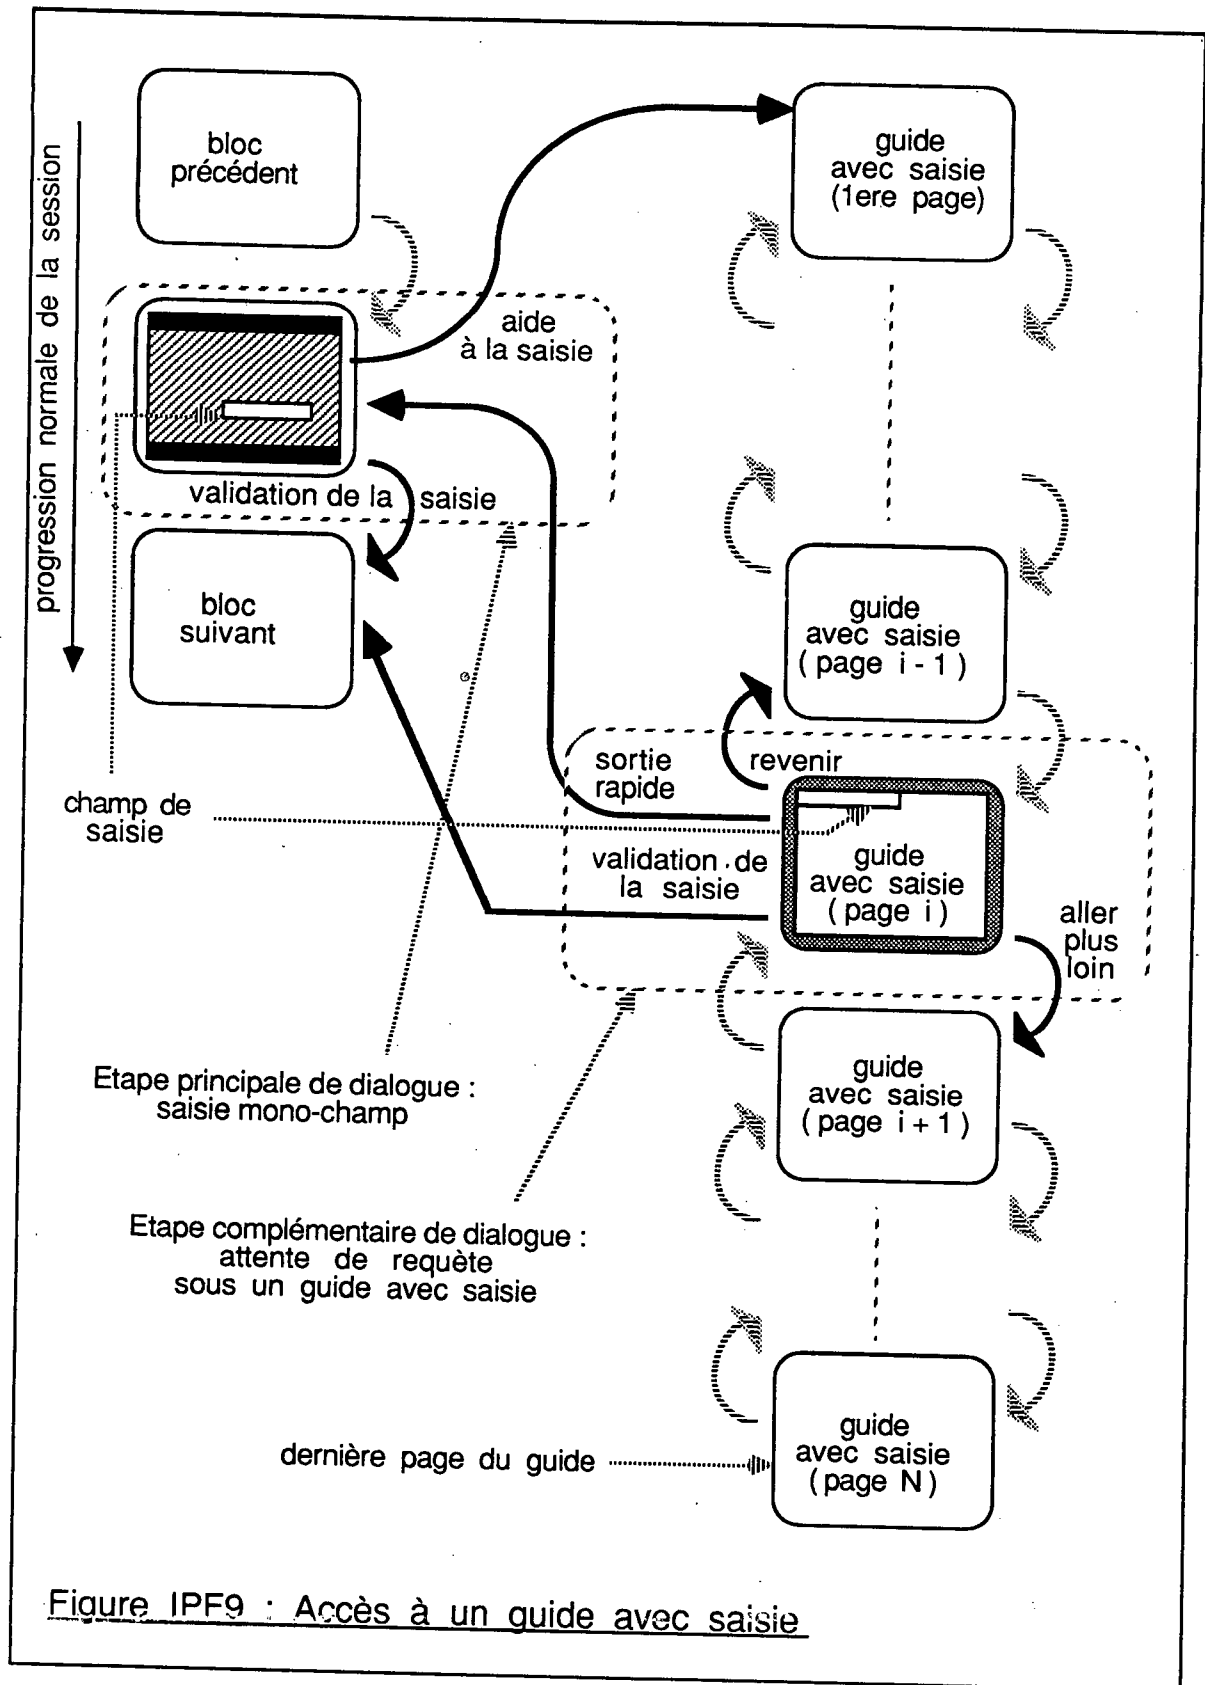 progression normale de la session
bloc
précédent
guide
avec saisie
(1ere page)
aide
à la saisie
validation de la saisie
bloc
suivant
guide
avec saisie
( page i - 1 )
sortie
rapide
revenir
champ de
saisie
validation de
la saisie
guide
avec saisie
( page i )
aller
plus
loin
guide
avec saisie
( page i + 1 )
Etape principale de dialogue :
saisie mono-champ
Etape complémentaire de dialogue :
attente de requète
sous un guide avec saisie
guide
avec saisie
( page N )
dernière page du guide
Figure IPF9 : Accès à un guide avec saisie